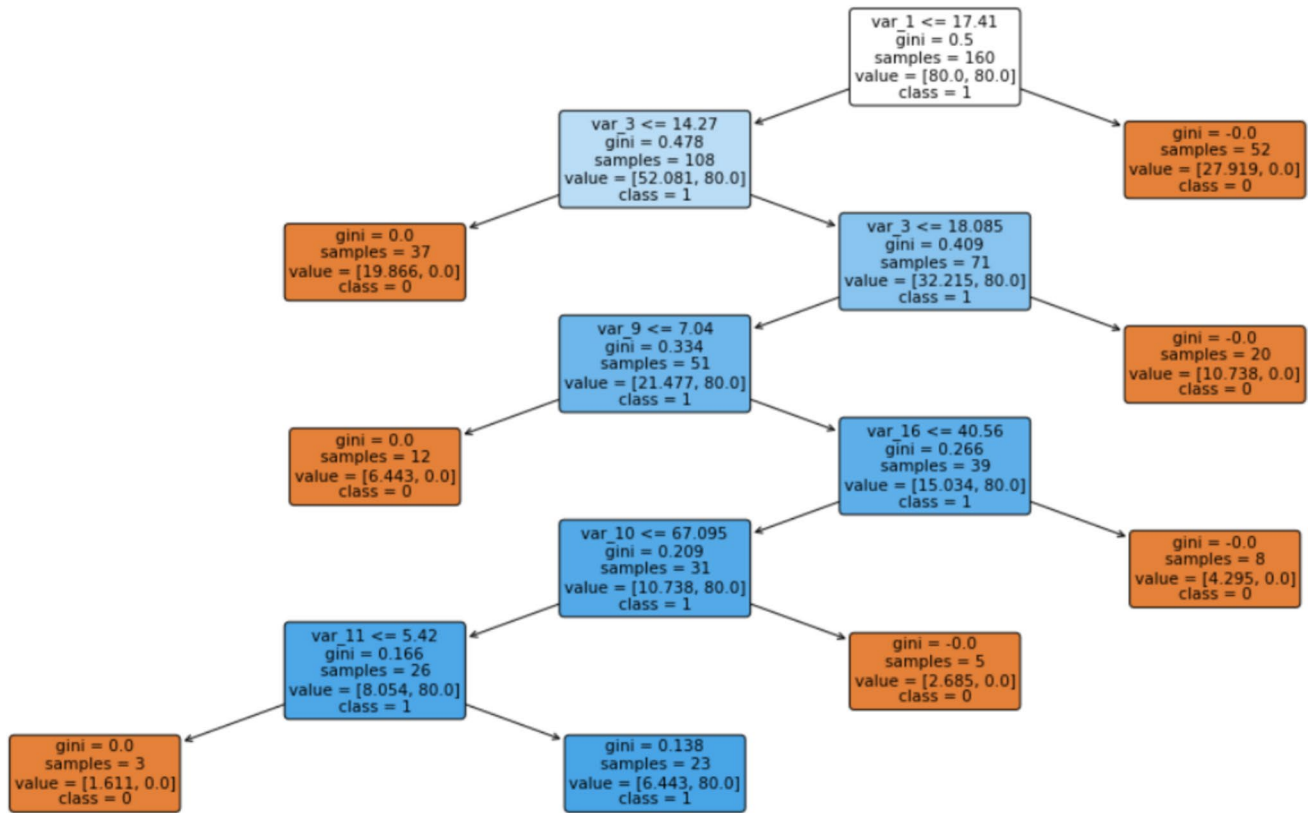 var_1 <= 17.41
gini = 0.5
samples = 160
value = [80.0, 80.0]
class = 1
var_3 <= 14.27
gini = 0.478
samples = 108
value = [52.081, 80.0]
class = 1
gini = -0.0
samples = 52
value = [27.919, 0.0]
class = 0
gini = 0.0
samples = 37
value = [19.866, 0.0]
class = 0
var_3 <= 18.085
gini = 0.409
samples = 71
value = [32.215, 80.0]
class = 1
var_9 <= 7.04
gini = 0.334
samples = 51
value = [21.477, 80.0]
class = 1
gini = -0.0
samples = 20
value = [10.738, 0.0]
class = 0
gini = 0.0
samples = 12
value = [6.443, 0.0]
class = 0
var_16 <= 40.56
gini = 0.266
samples = 39
value = [15.034, 80.0]
class = 1
var_10 <= 67.095
gini = 0.209
samples = 31
value = [10.738, 80.0]
class = 1
gini = -0.0
samples = 8
value = [4.295, 0.0]
class = 0
var_11 <= 5.42
gini = 0.166
samples = 26
value = [8.054, 80.0]
class = 1
gini = -0.0
samples = 5
value = [2.685, 0.0]
class = 0
gini = 0.0
samples = 3
value = [1.611, 0.0]
class = 0
gini = 0.138
samples = 23
value = [6.443, 80.0]
class = 1